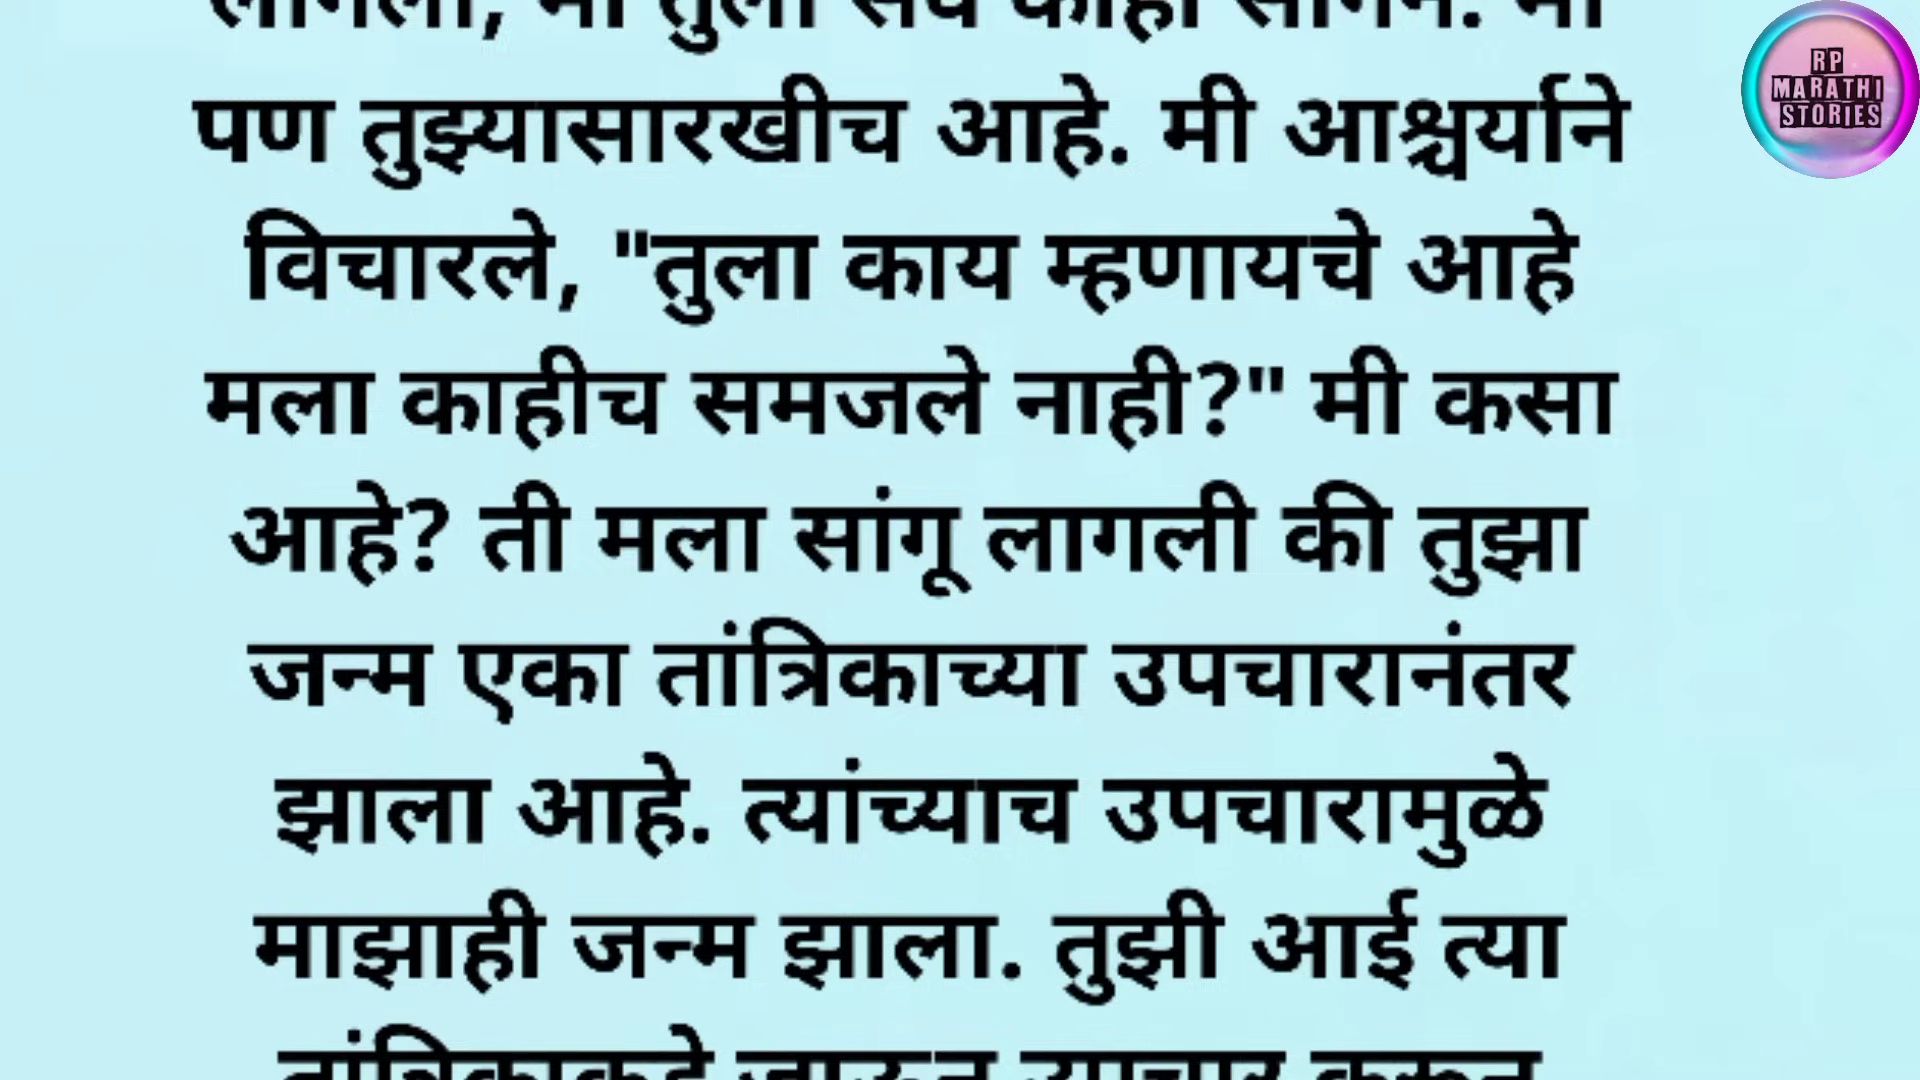 पण तुझ्यासारखीच आहे. मी आश्चर्याने
विचारले, "तुला काय म्हणायचे आहे
मला काहीच समजले नाही?" मी कसा
आहे? ती मला सांगू लागली की तुझा
जन्म एका तांत्रिकाच्या उपचारानंतर
झाला आहे. त्यांच्याच उपचारामुळे
माझाही जन्म झाला. तुझी आई त्या
RP
MARATHI
STORIES